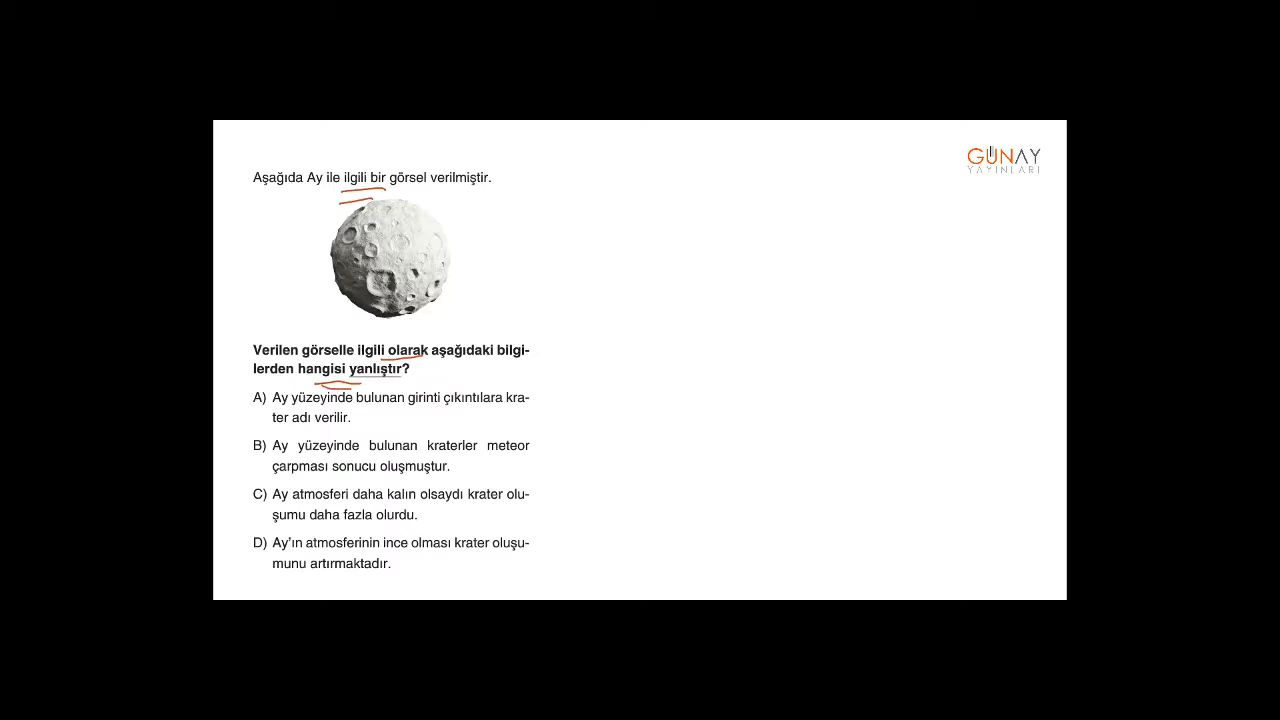 GÜNAY
YAYINLARI
Aşağıda Ay ile ilgili bir görsel verilmiştir.
Verilen görselle ilgili olarak aşağıdaki bilgi-
lerden hangisi yanlıştır?
A) Ay yüzeyinde bulunan girinti çıkıntılara kra-
ter adı verilir.
B) Ay yüzeyinde bulunan kraterler meteor
çarpması sonucu oluşmuştur.
C) Ay atmosferi daha kalın olsaydı krater olu-
şumu daha fazla olurdu.
D) Ay'ın atmosferinin ince olması krater oluşu-
munu artırmaktadır.